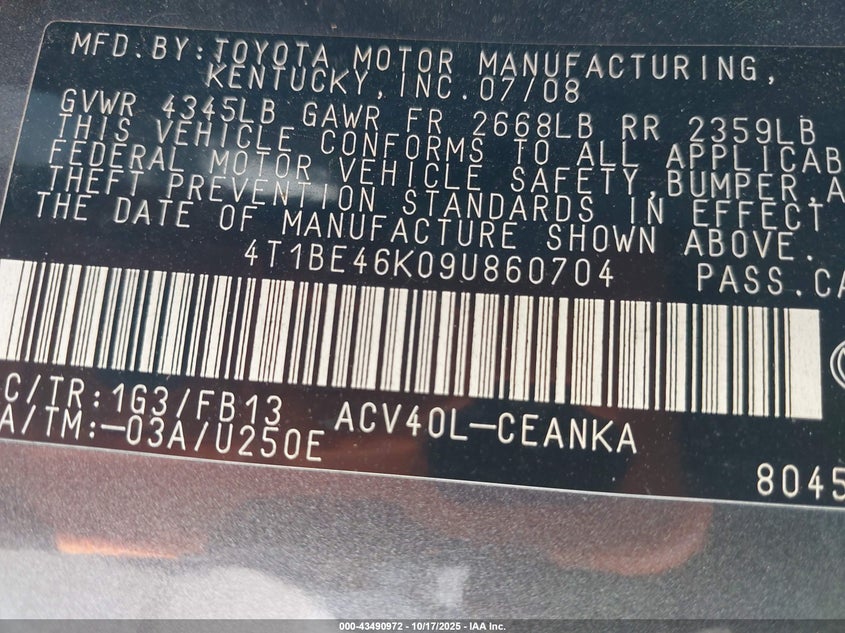 MFD. BY: TOYOTA MOTOR MANUFACTURING,
KENTUCKY, INC. 07/08
GVWR 4345LB GAWR FR 2668LB RR 2359LB
THIS VEHICLE CONFORMS TO ALL APPLICAB
FEDERAL MOTOR VEHICLE SAFETY, BUMPER, A
THEFT PREVENTION STANDARDS IN EFFECT
THE DATE OF MANUFACTURE SHOWN ABOVE.
4T1BE46K09U860704 PASS. CA
C/TR: 1G3/FB13 ACV40L-CEANKA
A/TM: -03A/U250E
8045
000-43490972 | 10/17/2025 | IAA Inc.